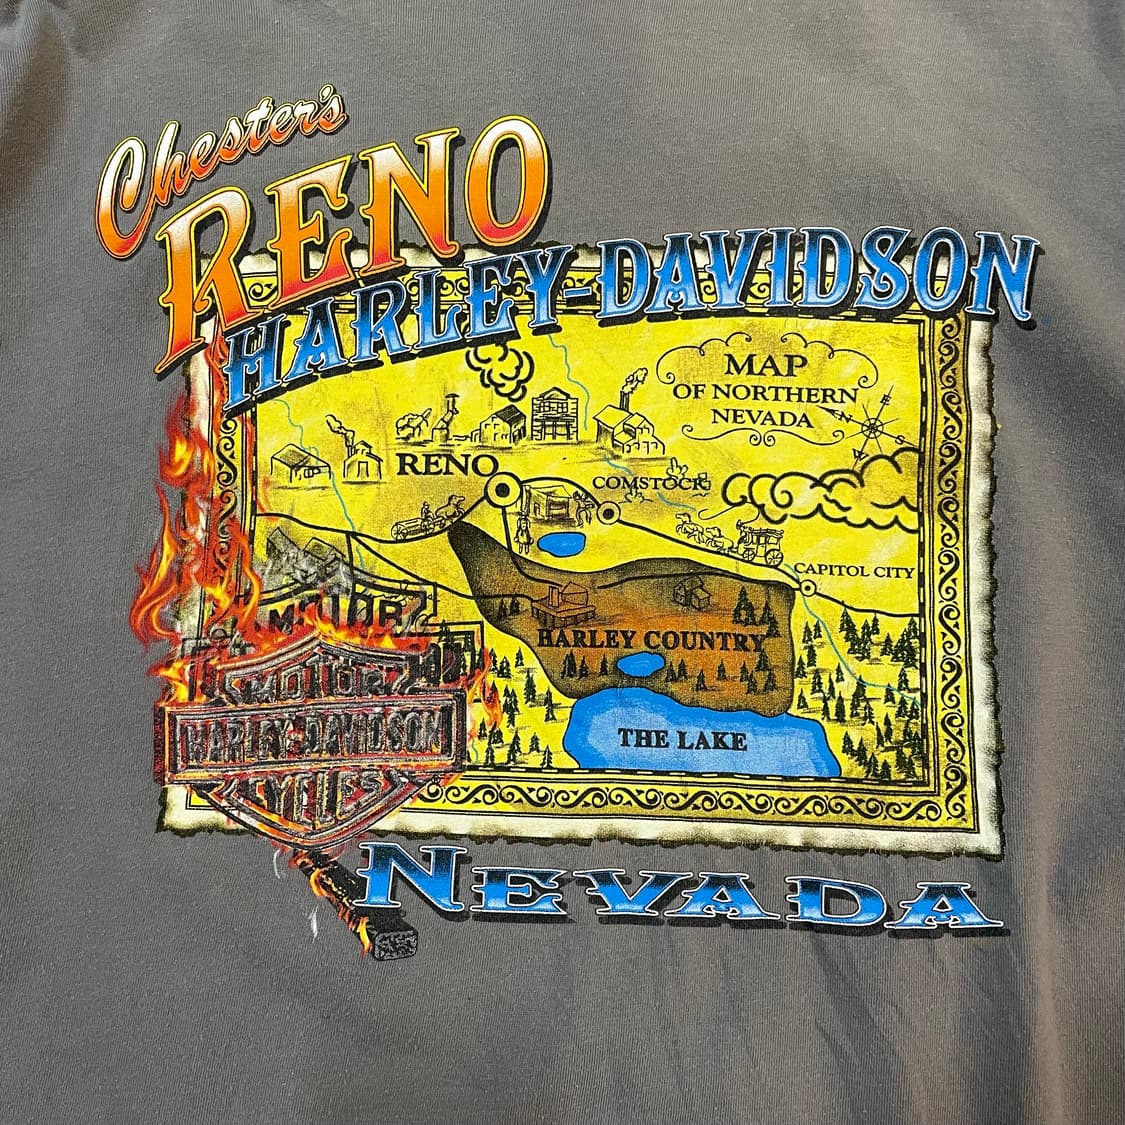 Chester's
RENO
HARLEY-DAVIDSON
MAP
OF NORTHERN
NEVADA
N
RENO
COMSTOCK
CAPITOL CITY
MOTOR
HARLEY COUNTRY
MOTOR
HARLEY-DAVIDSON
CYCLES
THE LAKE
NEVADA